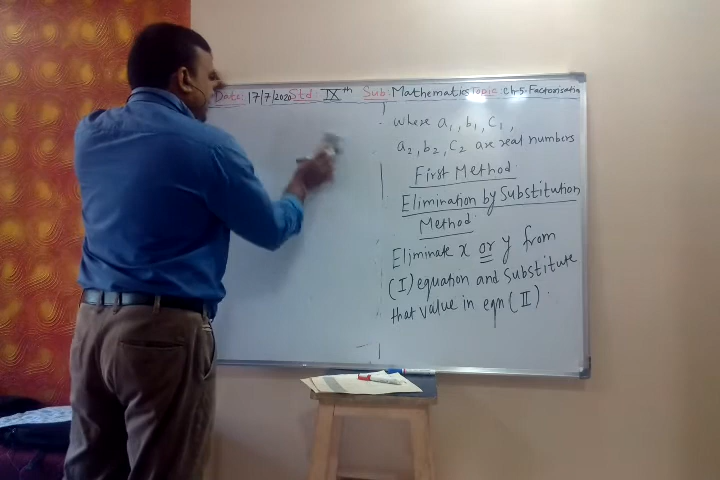 Date: 17/7/2020 Std: IXth Sub: Mathematics Topic: Ch-5. Factorisation
where a1, b1, c1,
a2, b2, c2 are real numbers
First Method.
Elimination by Substitution
Method.
Eliminate x or y from
(I) equation and substitute
that value in eqn (II).